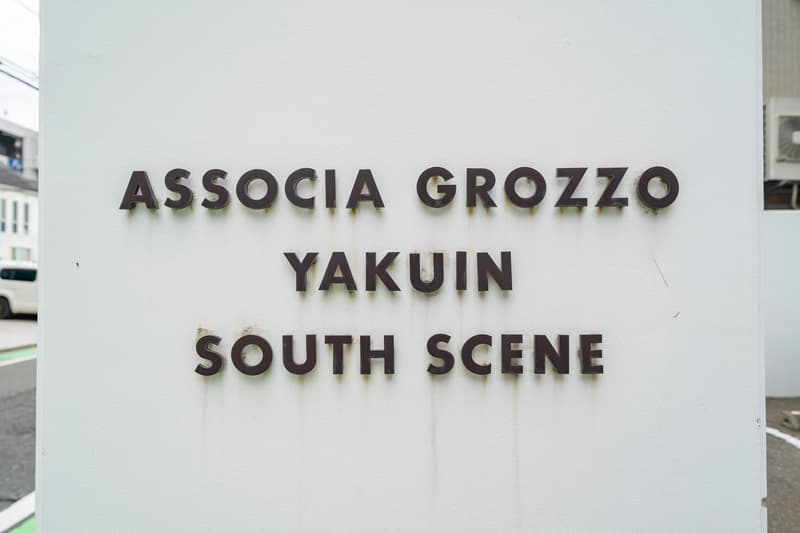 ASSOCIA GROZZO
YAKUIN
SOUTH SCENE